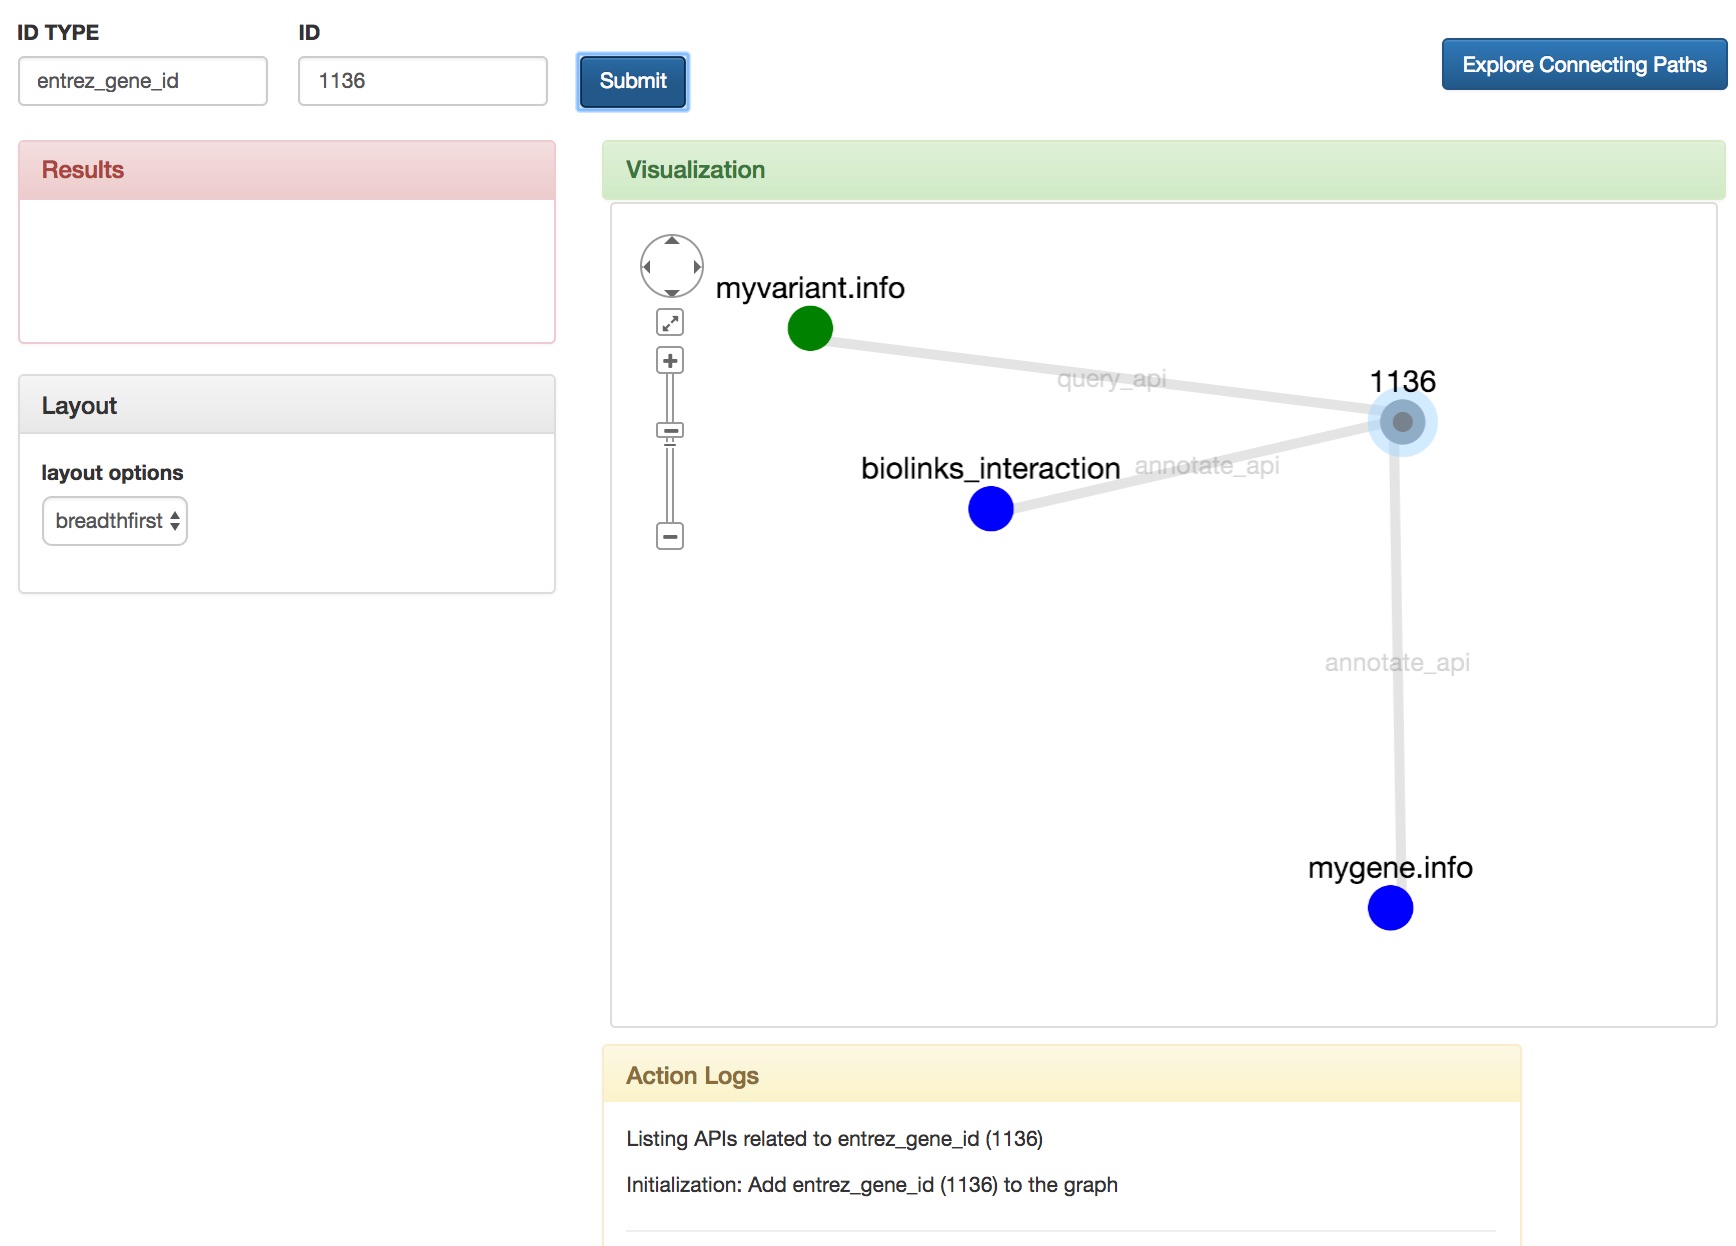 ID TYPE
ID
entrez_gene_id
1136
Submit
Explore Connecting Paths
Results
Layout
layout options
breadthfirst
Visualization
myvariant.info
query_api
1136
biolinks_interaction
annotate_api
annotate_api
mygene.info
Action Logs
Listing APIs related to entrez_gene_id (1136)
Initialization: Add entrez_gene_id (1136) to the graph